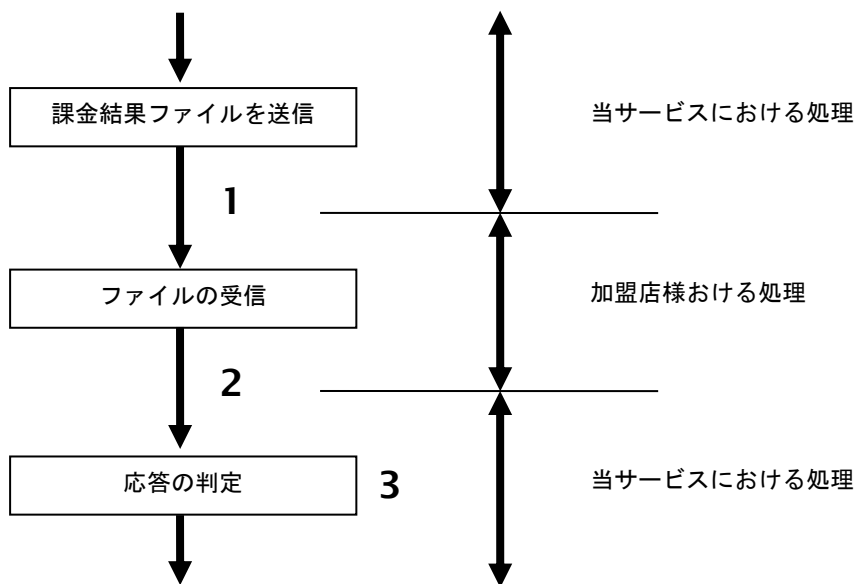 課金結果ファイルを送信
当サービスにおける処理
1
ファイルの受信
加盟店様おける処理
2
応答の判定
3
当サービスにおける処理